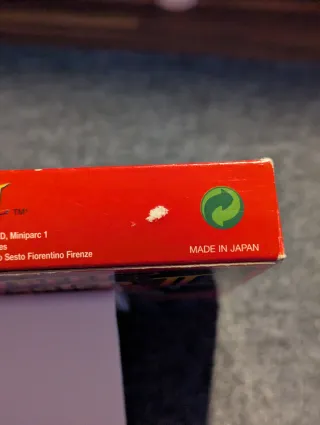 TM
D, Miniparc 1
es
o Sesto Fiorentino Firenze
MADE IN JAPAN